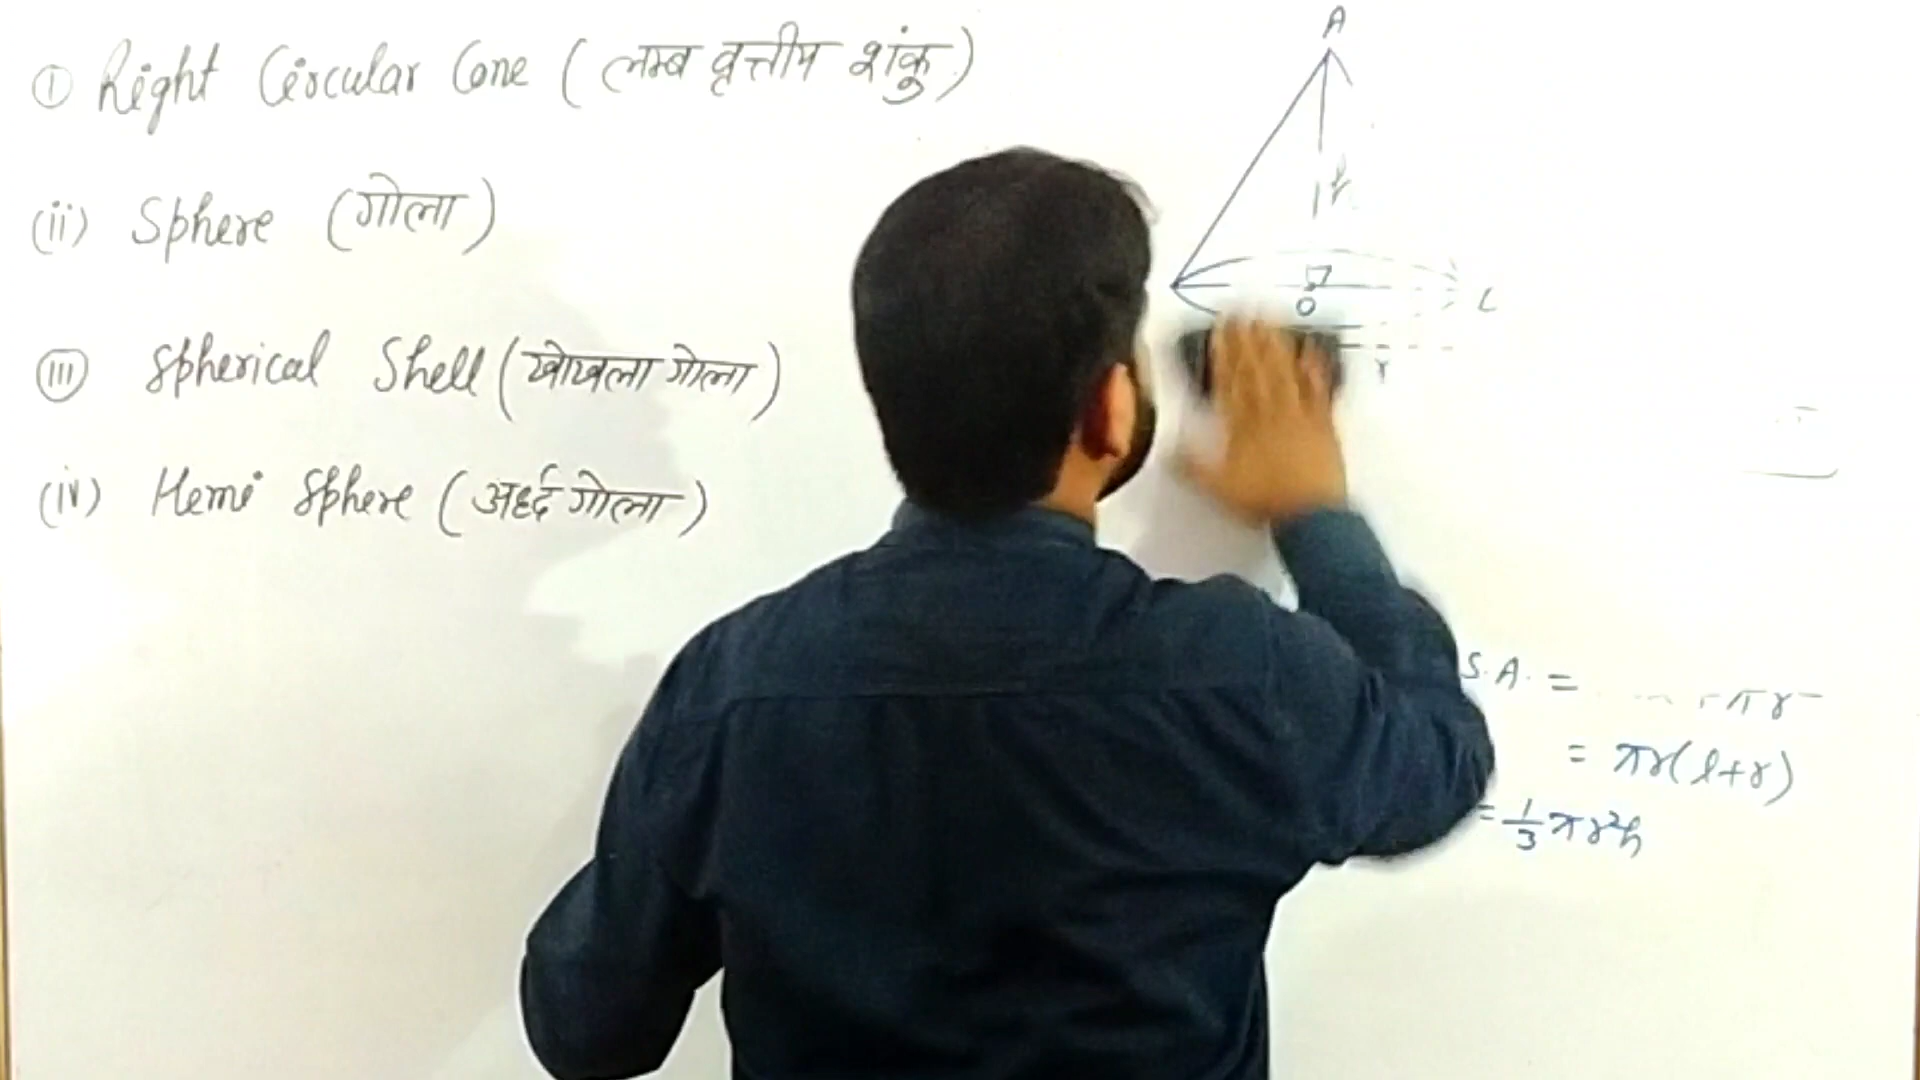 ① Right Circular Cone (लम्ब वृत्तीय शंकु)
(ii) Sphere (गोला)
(iii) Spherical Shell (खोखला गोला)
(iv) Hemi Sphere (अर्द्ध गोला)
A
h
O
L
r
S.A. = πr
= πr(l+r)
= 1/3 πr²h